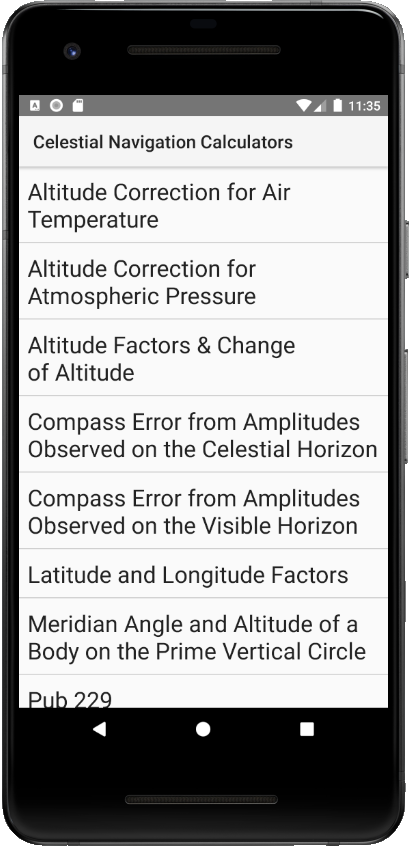 11:35
Celestial Navigation Calculators
Altitude Correction for Air
Temperature
Altitude Correction for
Atmospheric Pressure
Altitude Factors & Change
of Altitude
Compass Error from Amplitudes
Observed on the Celestial Horizon
Compass Error from Amplitudes
Observed on the Visible Horizon
Latitude and Longitude Factors
Meridian Angle and Altitude of a
Body on the Prime Vertical Circle
Pub 229